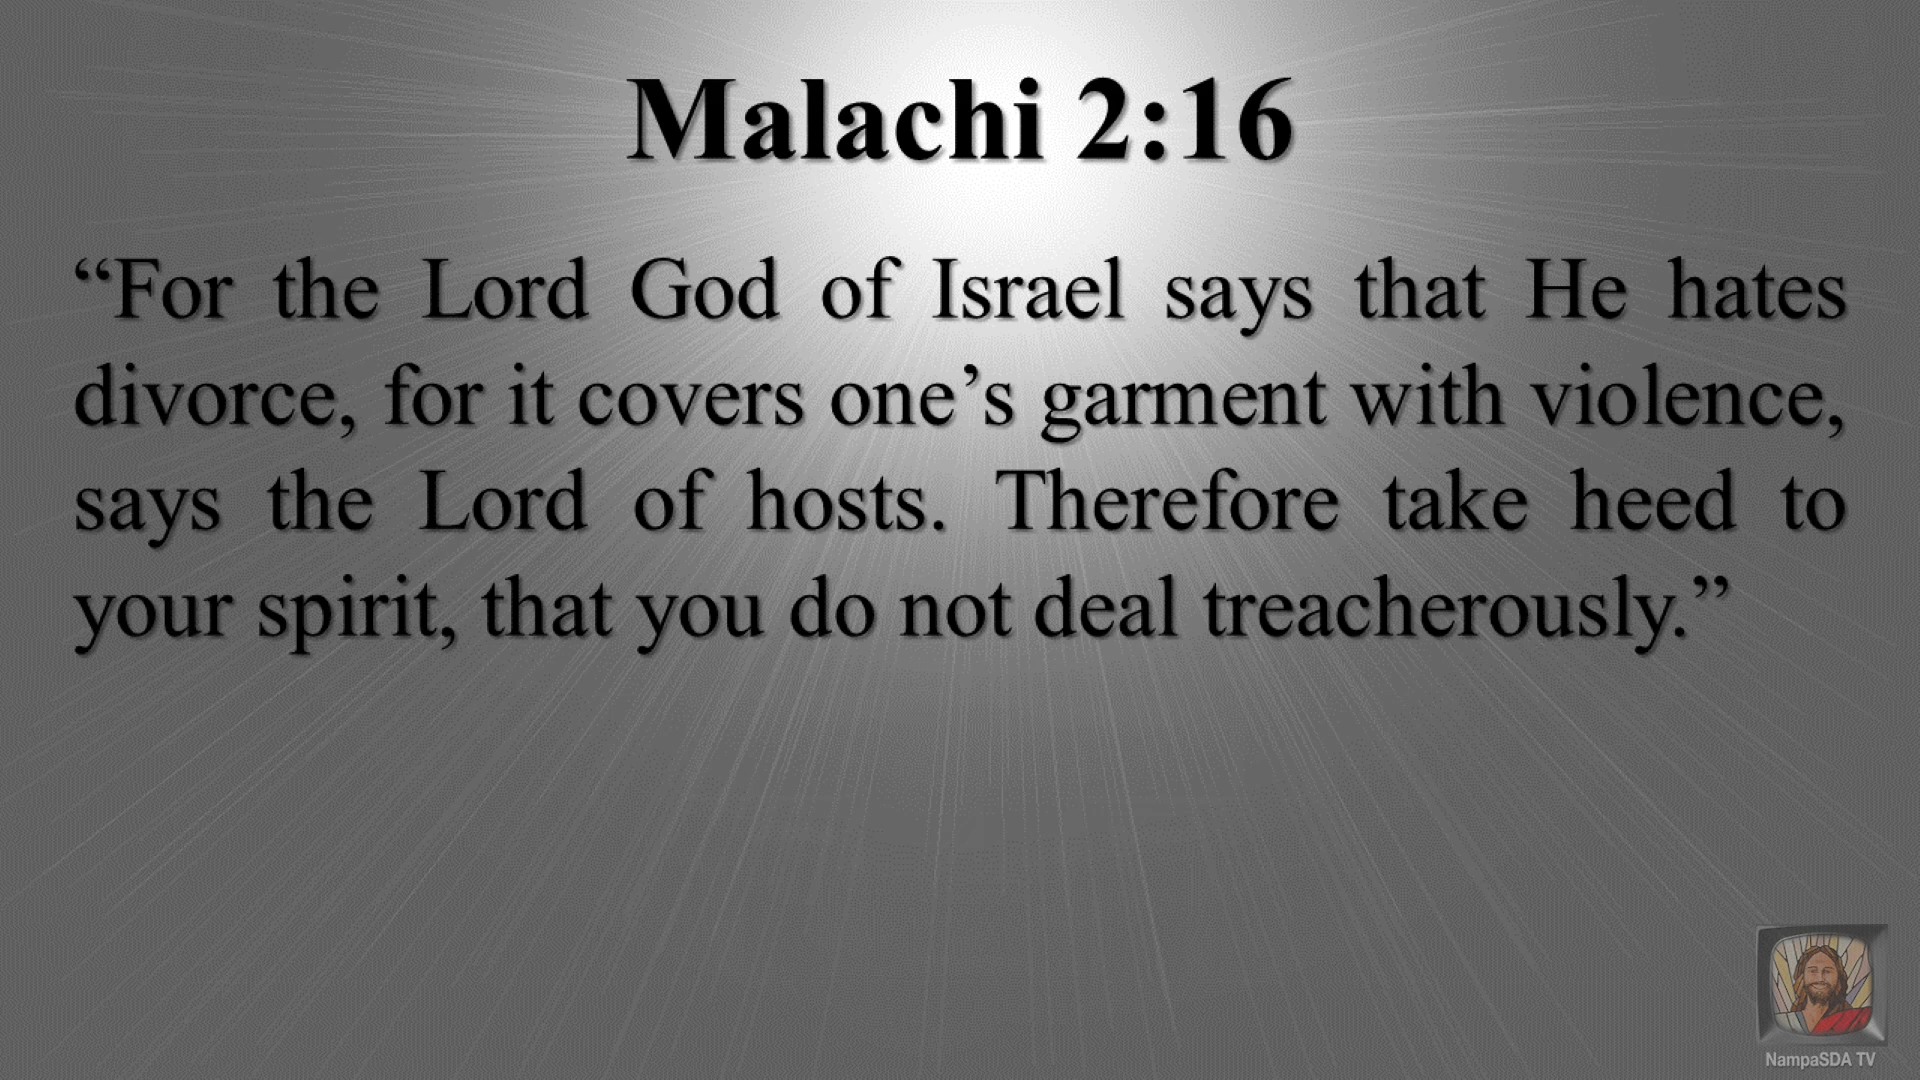 Malachi 2:16
“For the Lord God of Israel says that He hates
divorce, for it covers one’s garment with violence,
says the Lord of hosts. Therefore take heed to
your spirit, that you do not deal treacherously.”
NampaSDA TV